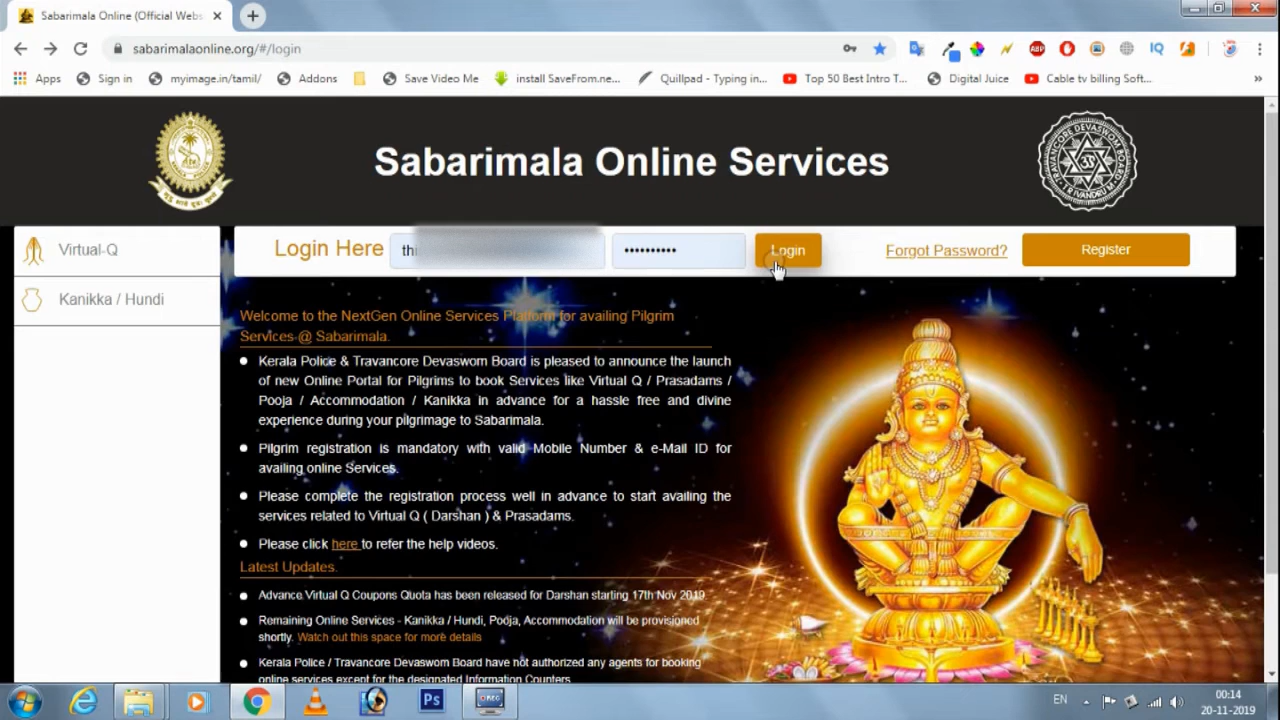 Sabarimala Online (Official Webs
sabarimalaonline.org/#/login
Apps Sign in myimage.in/tamil/ Addons Save Video Me install SaveFrom.ne... Quillpad - Typing in... Top 50 Best Intro T... Digital Juice Cable tv billing Soft... »
Sabarimala Online Services
Virtual-Q
Kanikka / Hundi
Login Here thi •••••••••• Login Forgot Password? Register
Welcome to the NextGen Online Services Platform for availing Pilgrim
Services-@ Sabarimala.
Kerala Police & Travancore Devaswom Board is pleased to announce the launch
of new Online Portal for Pilgrims to book Services like Virtual Q / Prasadams /
Pooja / Accommodation / Kanikka in advance for a hassle free and divine
experience during your pilgrimage to Sabarimala.
Pilgrim registration is mandatory with valid Mobile Number & e-Mail ID for
availing online Services.
Please complete the registration process well in advance to start availing the
services related to Virtual Q ( Darshan ) & Prasadams.
Please click here to refer the help videos.
Latest Updates.
Advance Virtual Q Coupons Quota has been released for Darshan starting 17th Nov 2019
Remaining Online Services - Kanikka / Hundi, Pooja, Accommodation will be provisioned
shortly. Watch out this space for more details
Kerala Police / Travancore Devaswom Board have not authorized any agents for booking
online services except for the designated Information Counters.
EN
00:14
20-11-2019